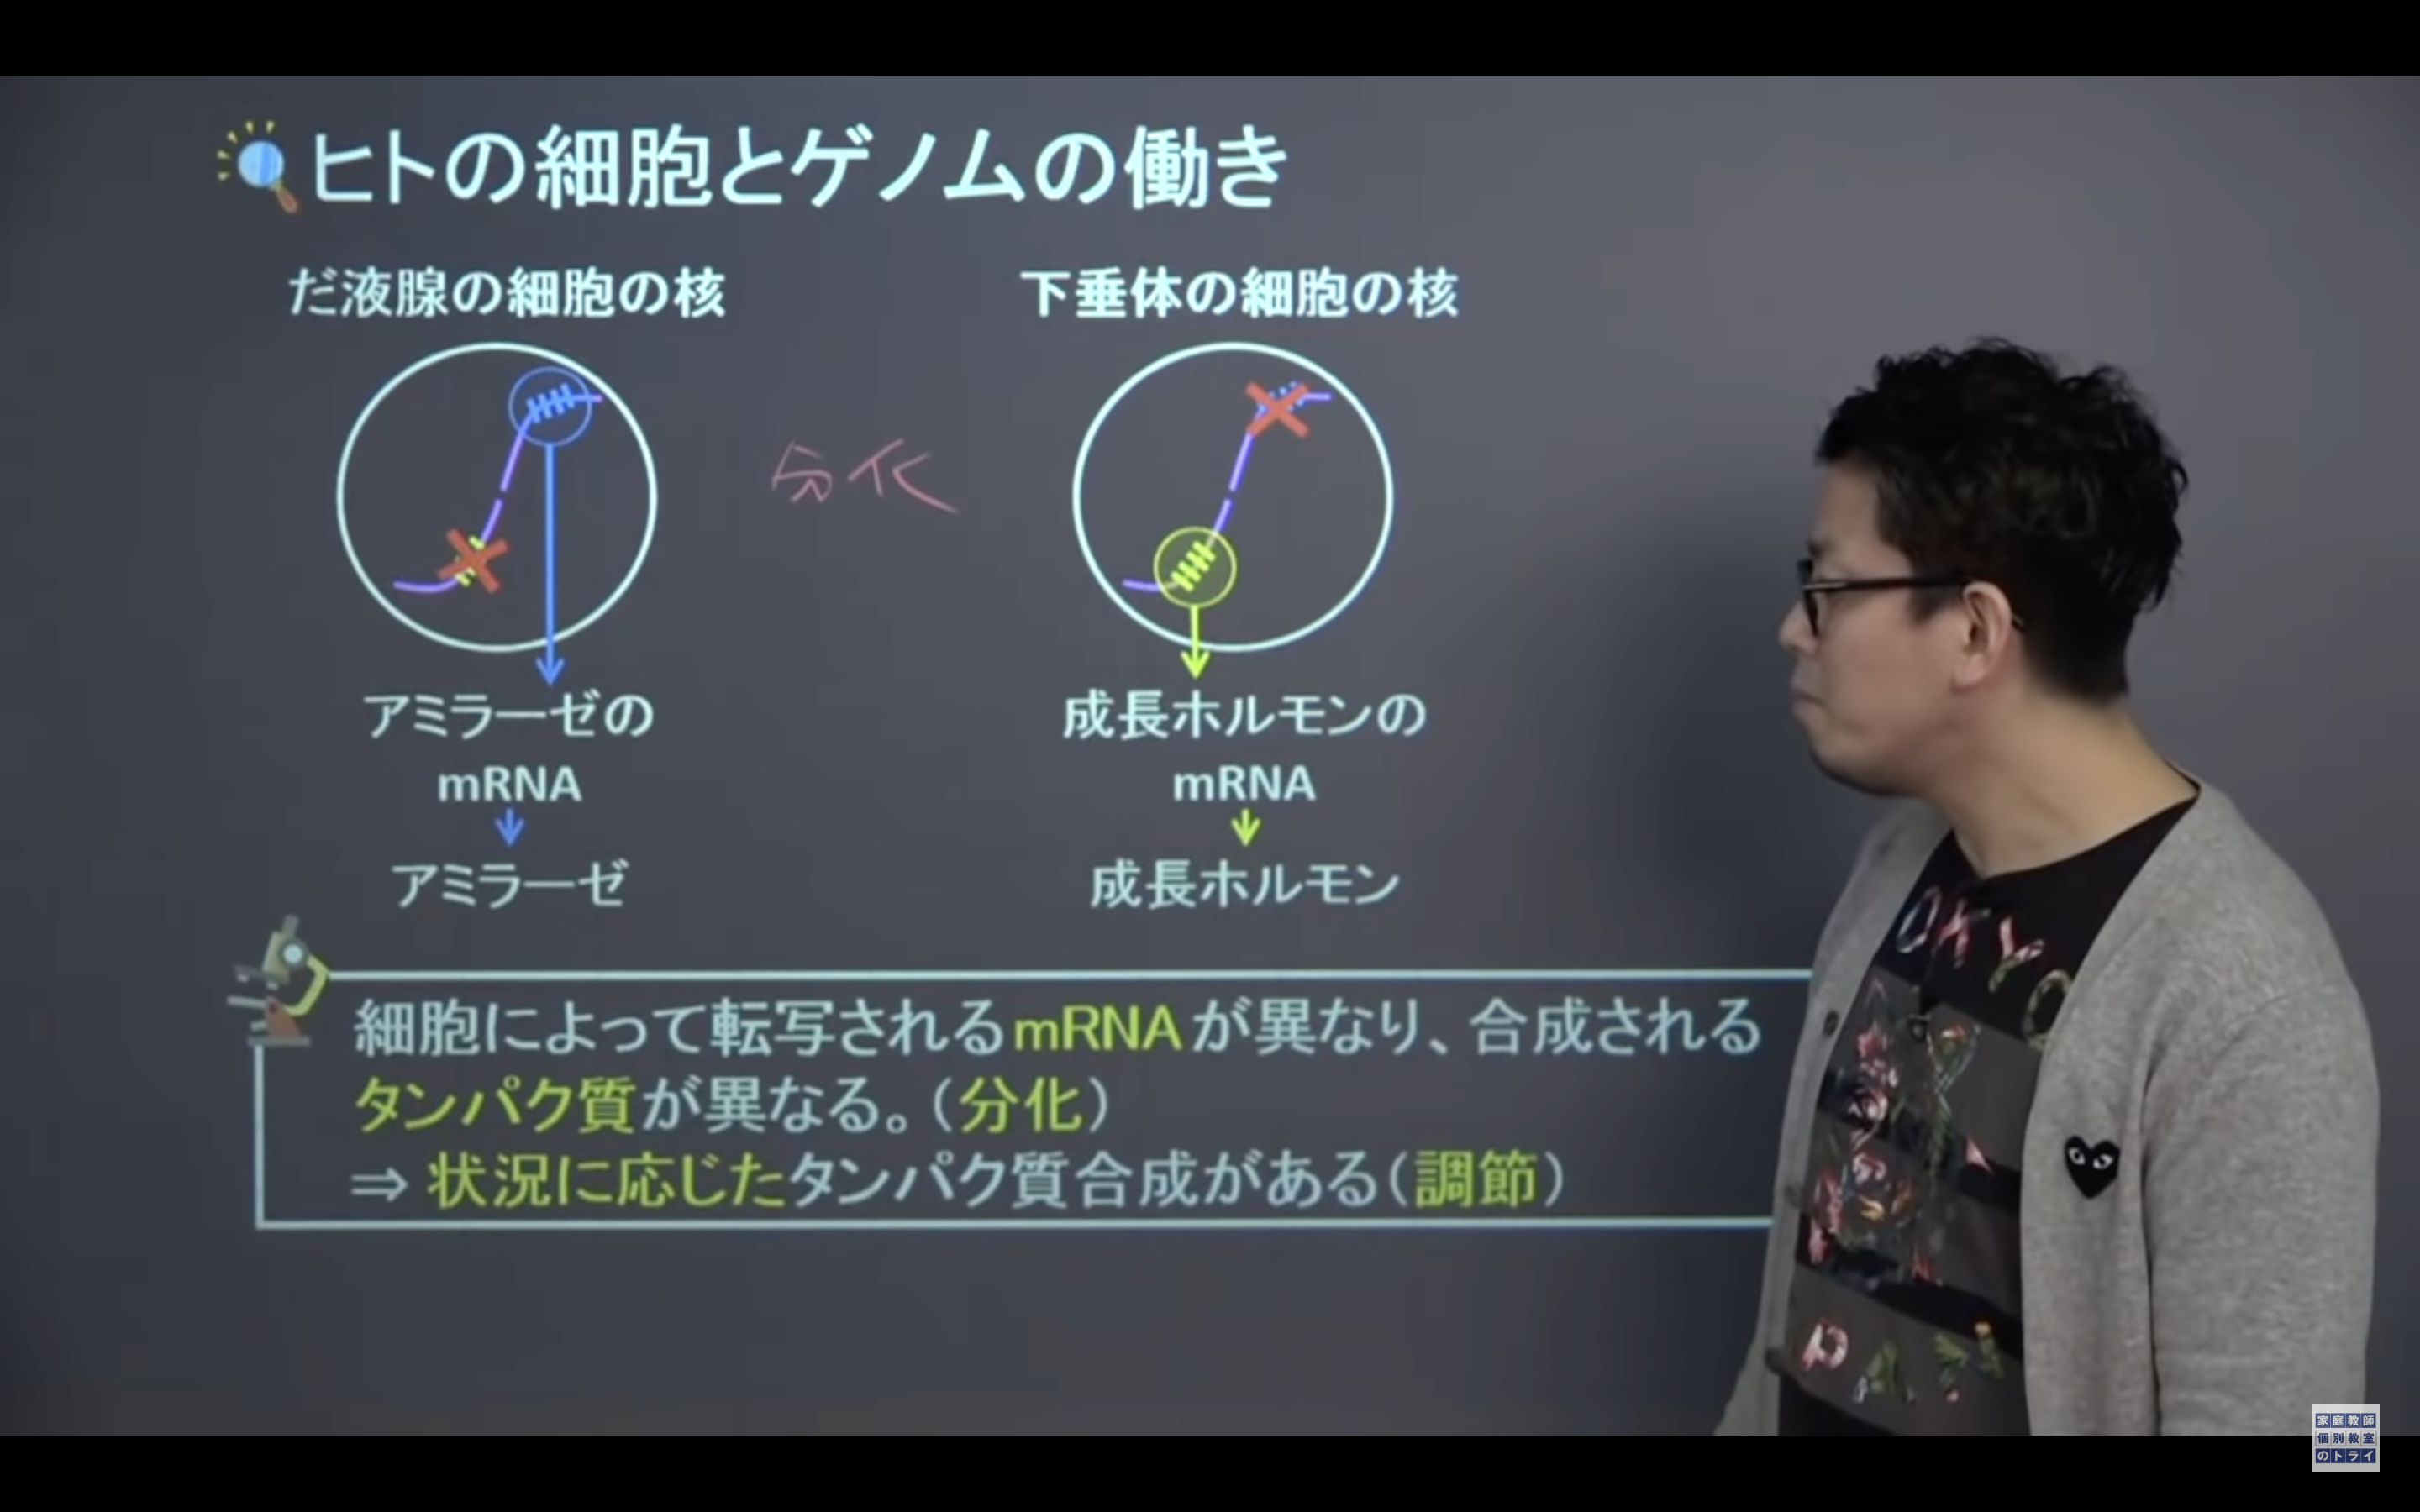 ヒトの細胞とゲノムの働き
だ液腺の細胞の核
下垂体の細胞の核
分化
アミラーゼの
mRNA
アミラーゼ
成長ホルモンの
mRNA
成長ホルモン
細胞によって転写されるmRNAが異なり、合成される
タンパク質が異なる。（分化）
⇒ 状況に応じたタンパク質合成がある（調節）
OKYO
PA
家庭教師
個別教室
のトライ